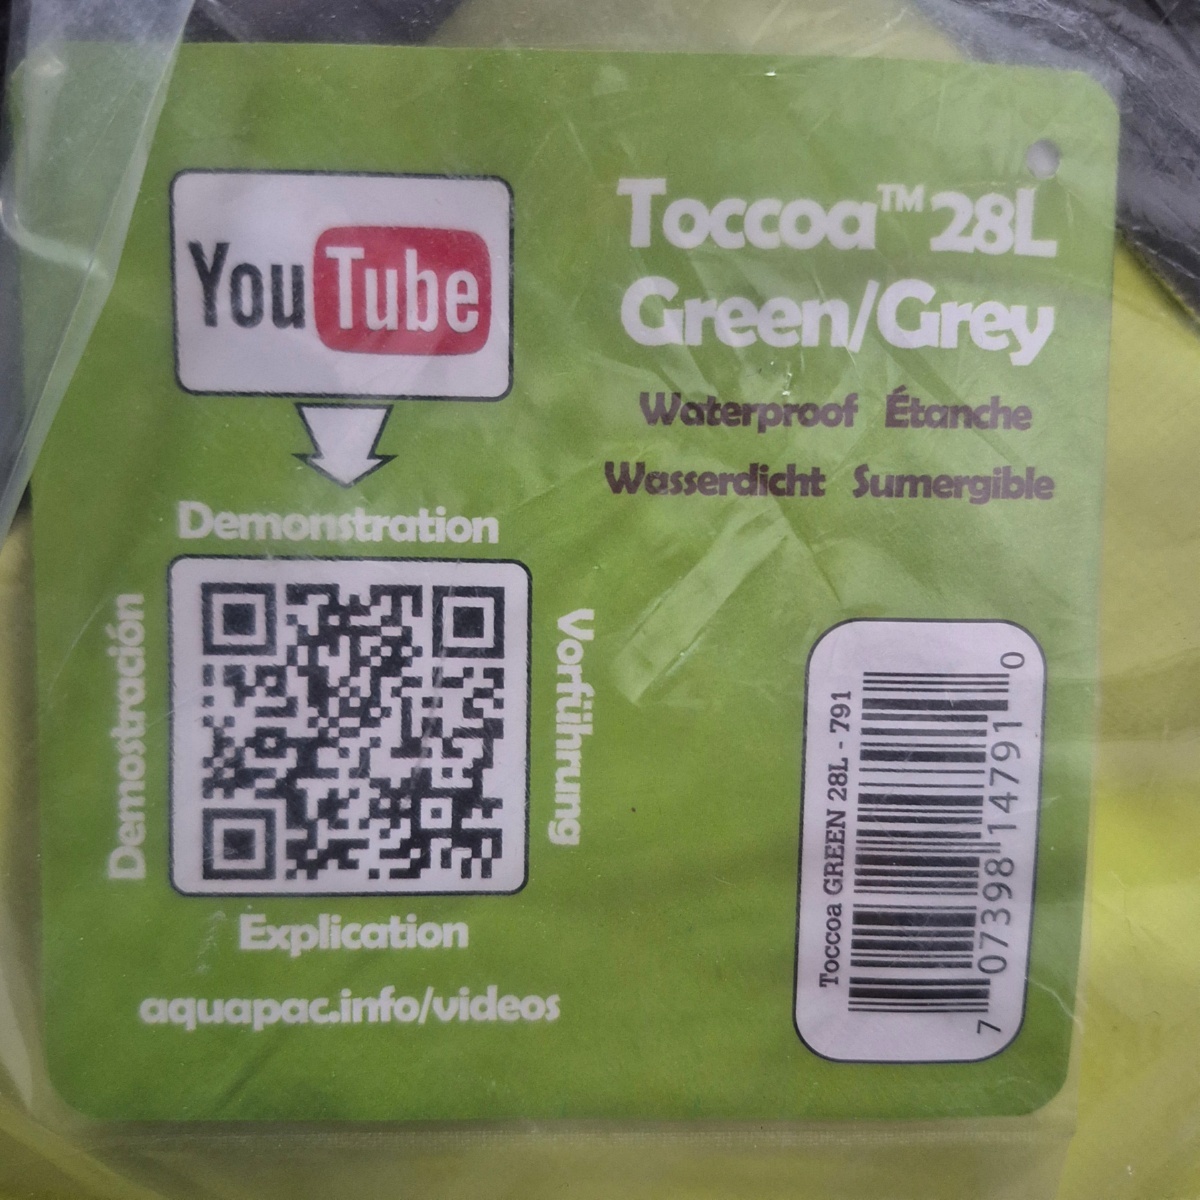 YouTube
Demonstration
Demostración
Vorführung
Explication
aquapac.info/videos
Toccoa™ 28L
Green/Grey
Waterproof Étanche
Wasserdicht Sumergible
Toccoa GREEN 28L - 791
7 07398 14791 0